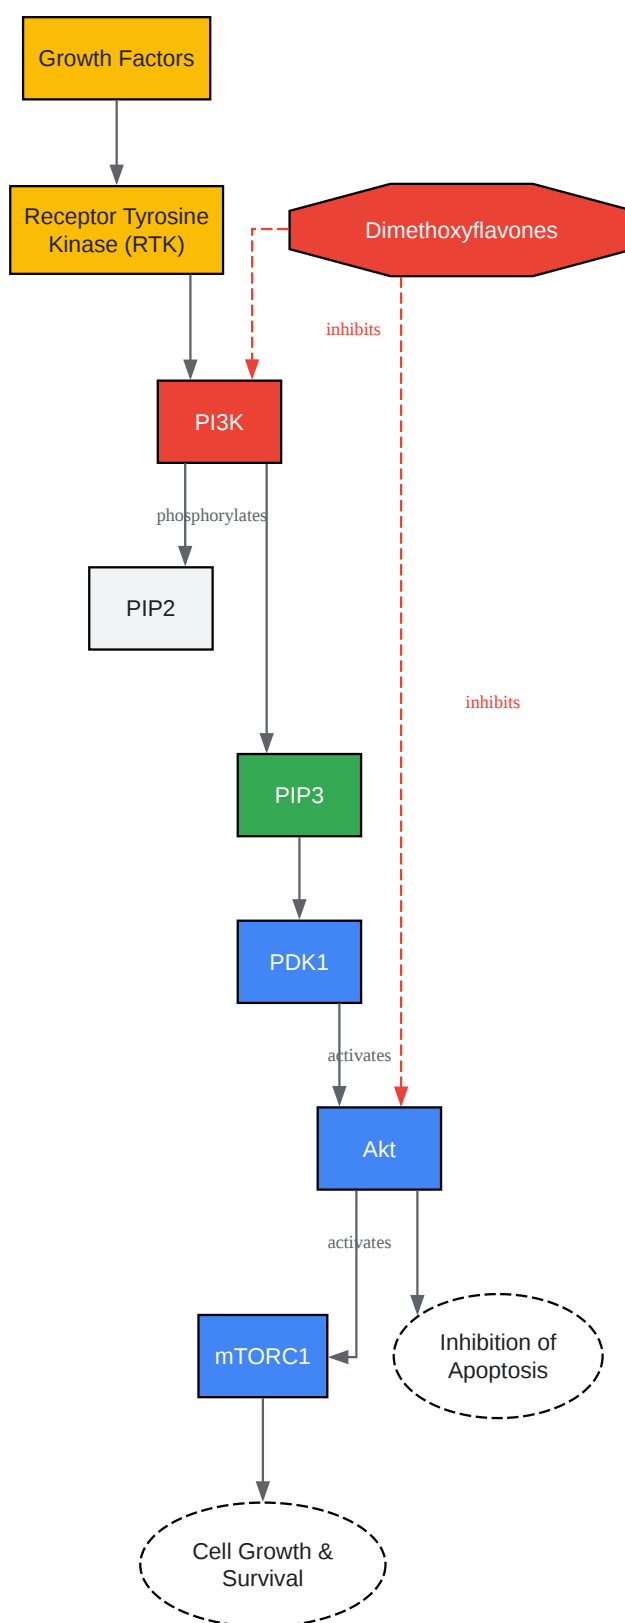 Growth Factors
Receptor Tyrosine
Kinase (RTK)
Dimethoxyflavones
inhibits
PI3K
phosphorylates
PIP2
inhibits
PIP3
PDK1
activates
Akt
activates
mTORC1
Inhibition of
Apoptosis
Cell Growth &
Survival